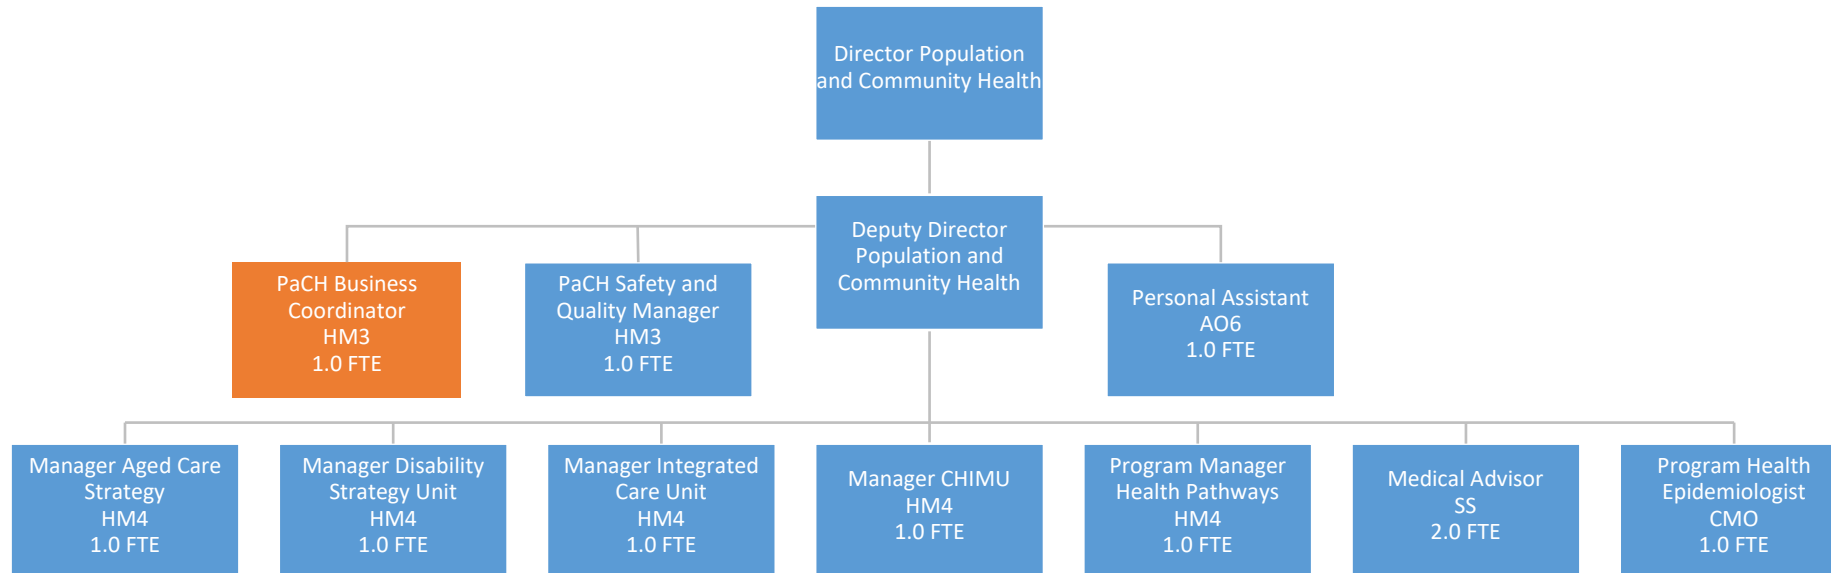 Director Population
and Community Health
Deputy Director
Population and
Community Health
PaCH Business
Coordinator
HM3
1.0 FTE
PaCH Safety and
Quality Manager
HM3
1.0 FTE
Personal Assistant
AO6
1.0 FTE
Manager Aged Care
Strategy
HM4
1.0 FTE
Manager Disability
Strategy Unit
HM4
1.0 FTE
Manager Integrated
Care Unit
HM4
1.0 FTE
Manager CHIMU
HM4
1.0 FTE
Program Manager
Health Pathways
HM4
1.0 FTE
Medical Advisor
SS
2.0 FTE
Program Health
Epidemiologist
CMO
1.0 FTE